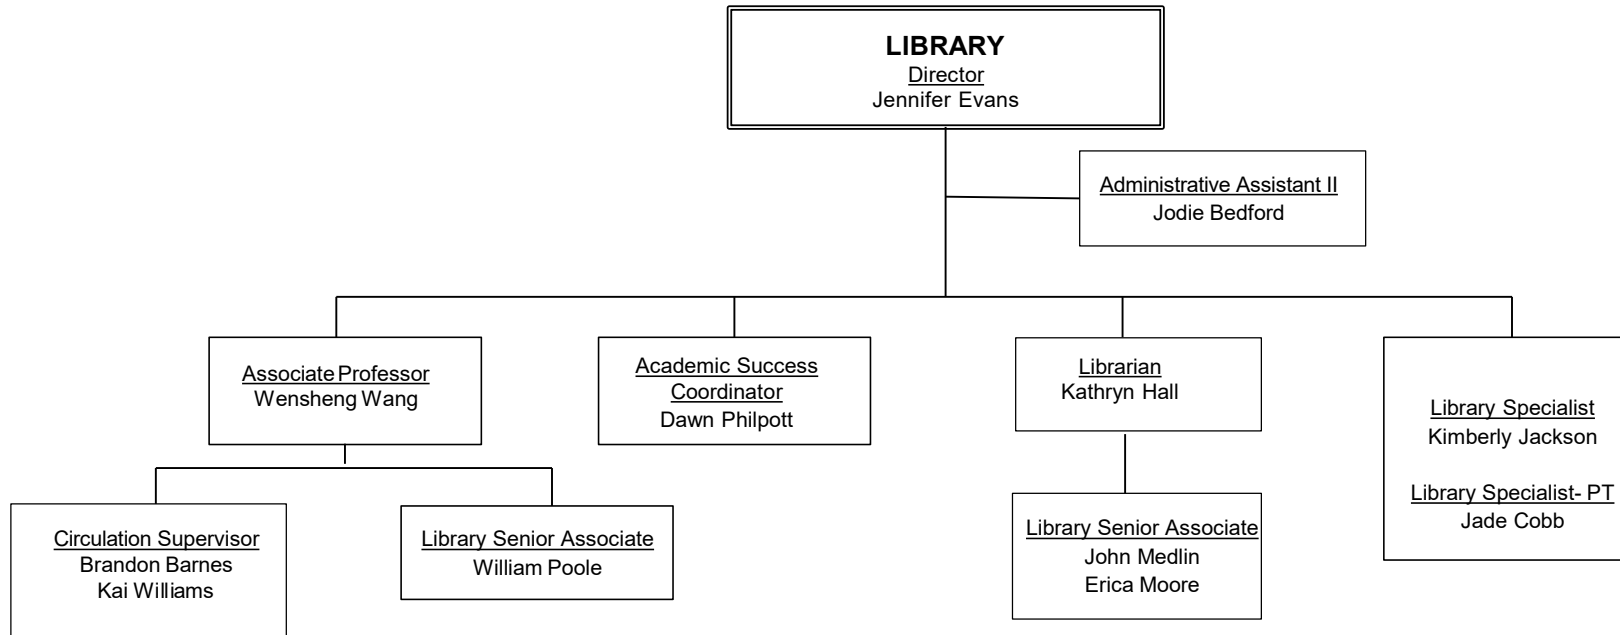 LIBRARY
Director
Jennifer Evans
Administrative Assistant II
Jodie Bedford
Associate Professor
Wensheng Wang
Academic Success
Coordinator
Dawn Philpott
Librarian
Kathryn Hall
Library Specialist
Kimberly Jackson
Library Specialist- PT
Jade Cobb
Circulation Supervisor
Brandon Barnes
Kai Williams
Library Senior Associate
William Poole
Library Senior Associate
John Medlin
Erica Moore